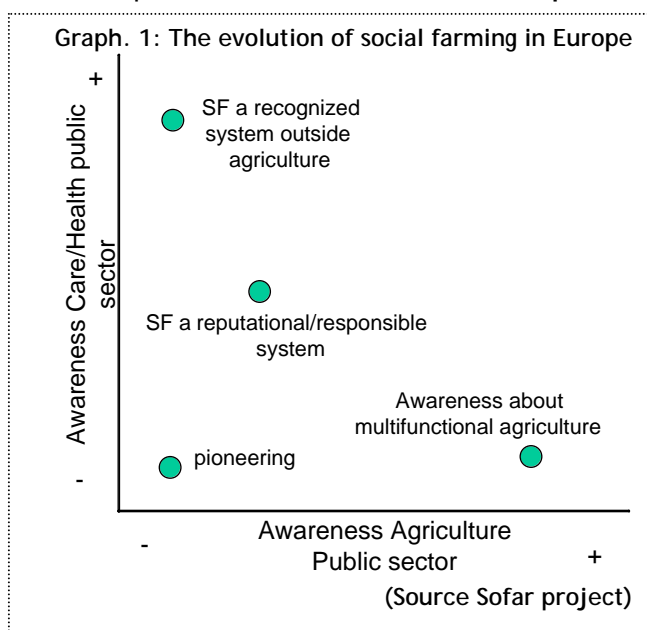 Graph. 1: The evolution of social farming in Europe
+
SF a recognized
system outside
agriculture
Awareness Care/Health public
sector
SF a reputational/responsible
system
Awareness about
multifunctional agriculture
pioneering
-
Awareness Agriculture
-
Public sector
+
(Source Sofar project)